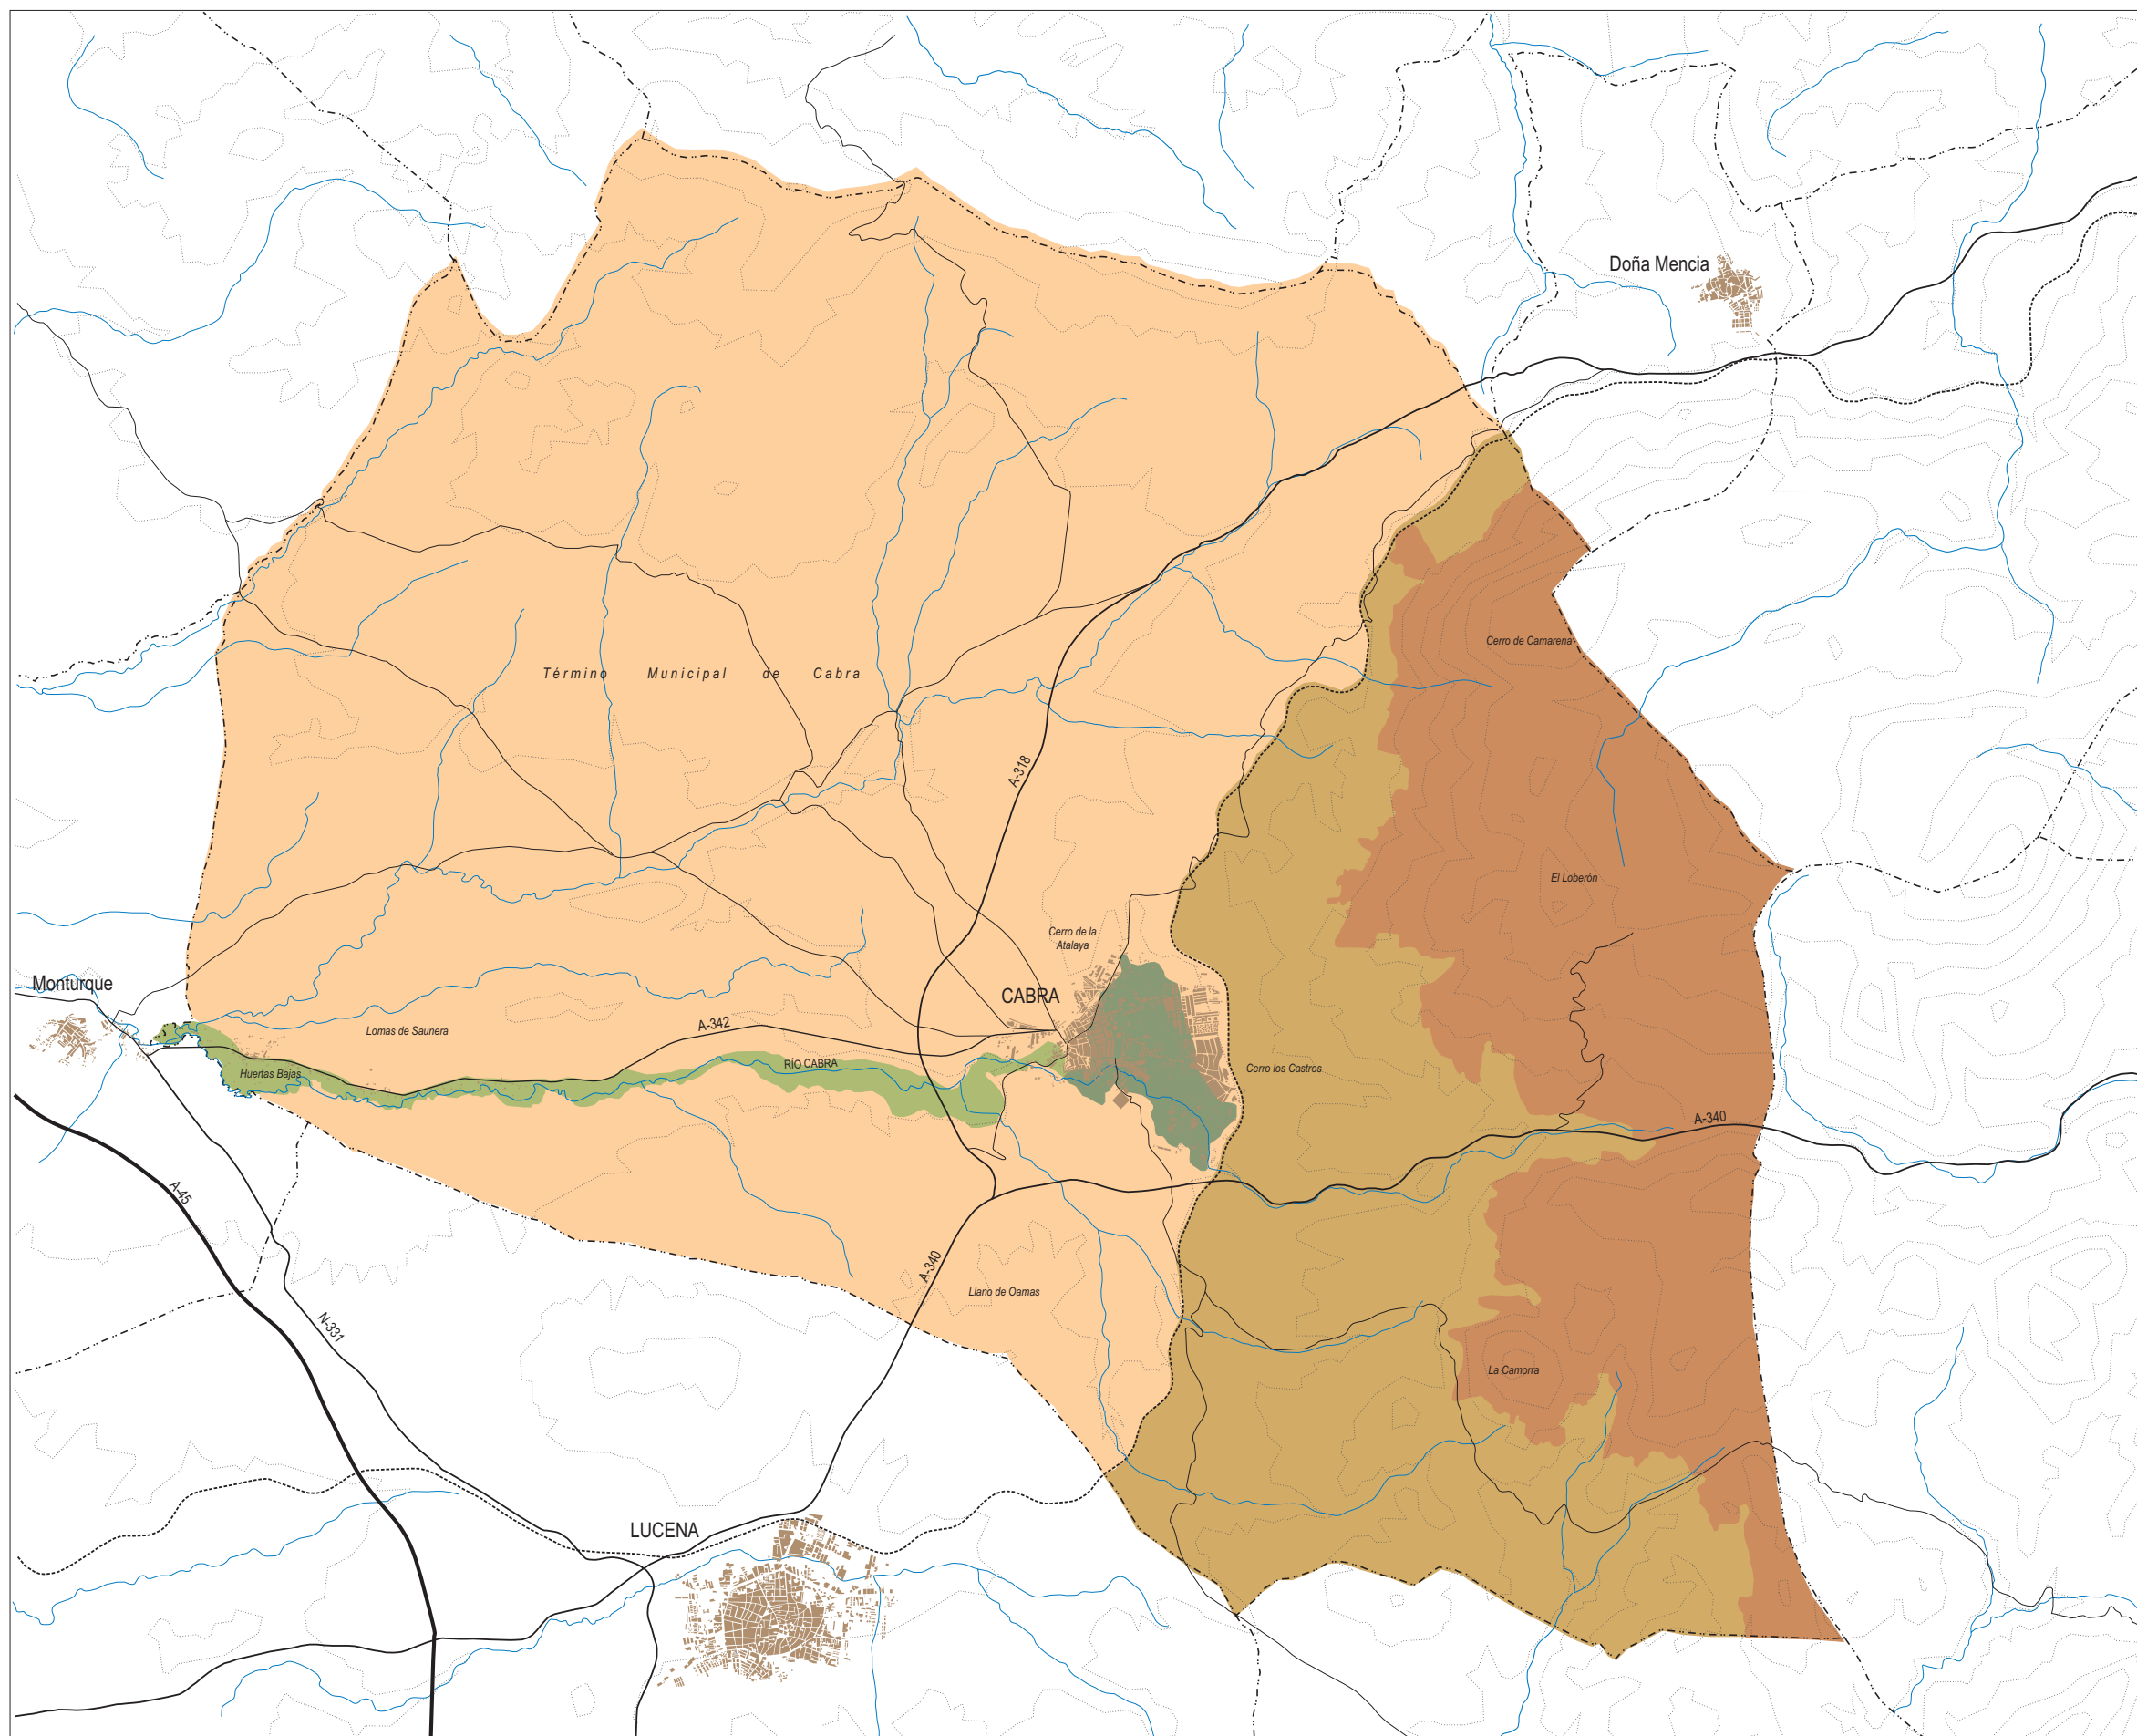 Doña Mencia
Cerro de Camarena
Término Municipal de Cabra
A-318
El Loberón
Cerro de la
Atalaya
Monturque
CABRA
Lomas de Saunera
A-342
RÍO CABRA
Huertas Bajas
Cerro los Castros
A-340
A-45
A-340
Llano de Oamas
N-331
La Camorra
LUCENA